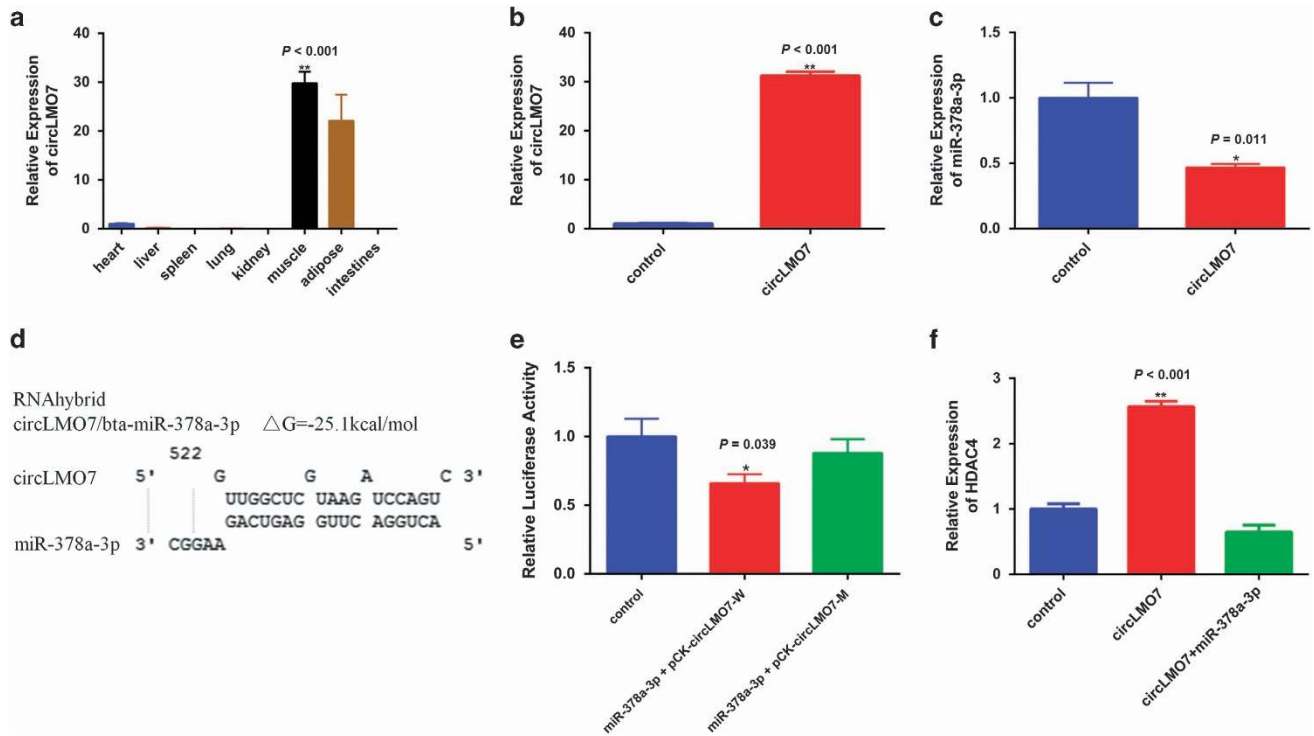 a
Relative Expression
of circLMO7
40
30
20
10
0
P < 0.001
**
heart
liver
spleen
lung
kidney
muscle
adipose
intestines
b
Relative Expression
of circLMO7
40
30
20
10
0
P < 0.001
**
control
circLMO7
c
Relative Expression
of miR-378a-3p
1.5
1.0
0.5
0.0
P = 0.011
*
control
circLMO7
d
RNAhybrid
circLMO7/bta-miR-378a-3p △G=-25.1kcal/mol
522
circLMO7 5' G G A C 3'
UUGGCUC UAAG UCCAGU
GACUGAG GUUC AGGUCA
miR-378a-3p 3' CGGAA 5'
e
Relative Luciferase Activity
1.5
1.0
0.5
0.0
P = 0.039
*
control
miR-378a-3p + pCK-circLMO7-W
miR-378a-3p + pCK-circLMO7-M
f
Relative Expression
of HDAC4
3
2
1
0
P < 0.001
**
control
circLMO7
circLMO7+miR-378a-3p